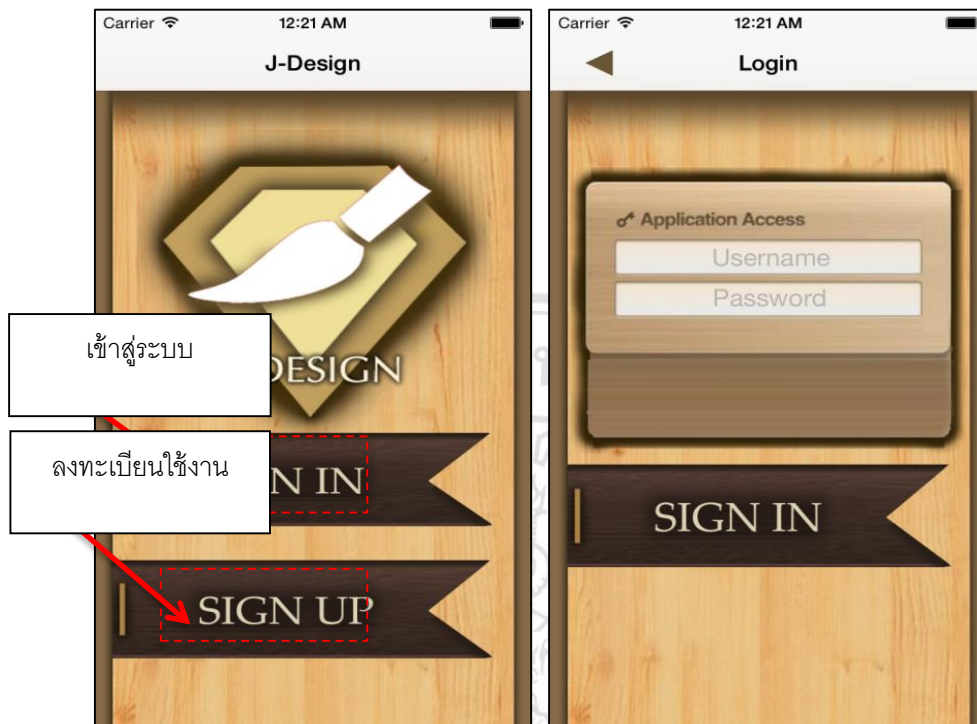 Carrier 12:21 AM
J-Design
DESIGN
เข้าสู่ระบบ
ลงทะเบียนใช้งาน
N IN
SIGN UP
Carrier 12:21 AM
Login
Application Access
Username
Password
SIGN IN